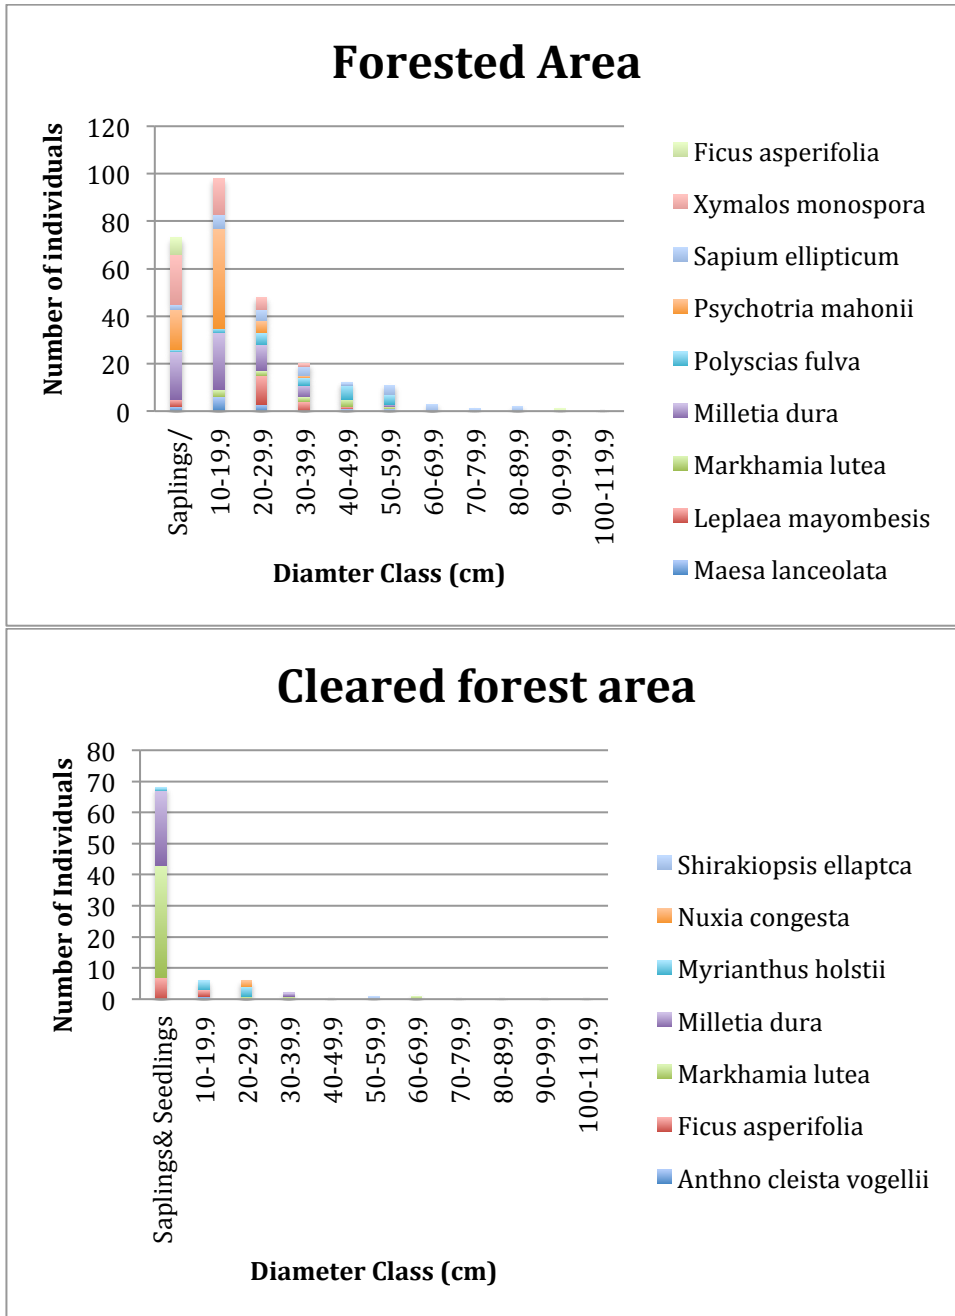 Forested Area
Number of individuals
120
100
80
60
40
20
0
Saplings/
10-19.9
20-29.9
30-39.9
40-49.9
50-59.9
60-69.9
70-79.9
80-89.9
90-99.9
100-119.9
Diamter Class (cm)
Ficus asperifolia
Xymalos monospora
Sapium ellipticum
Psychotria mahonii
Polyscias fulva
Milletia dura
Markhamia lutea
Leplaea mayombesis
Maesa lanceolata
Cleared forest area
Number of Individuals
80
70
60
50
40
30
20
10
0
Saplings& Seedlings
10-19.9
20-29.9
30-39.9
40-49.9
50-59.9
60-69.9
70-79.9
80-89.9
90-99.9
100-119.9
Diameter Class (cm)
Shirakiopsis ellaptca
Nuxia congesta
Myrianthus holstii
Milletia dura
Markhamia lutea
Ficus asperifolia
Anthno cleista vogellii